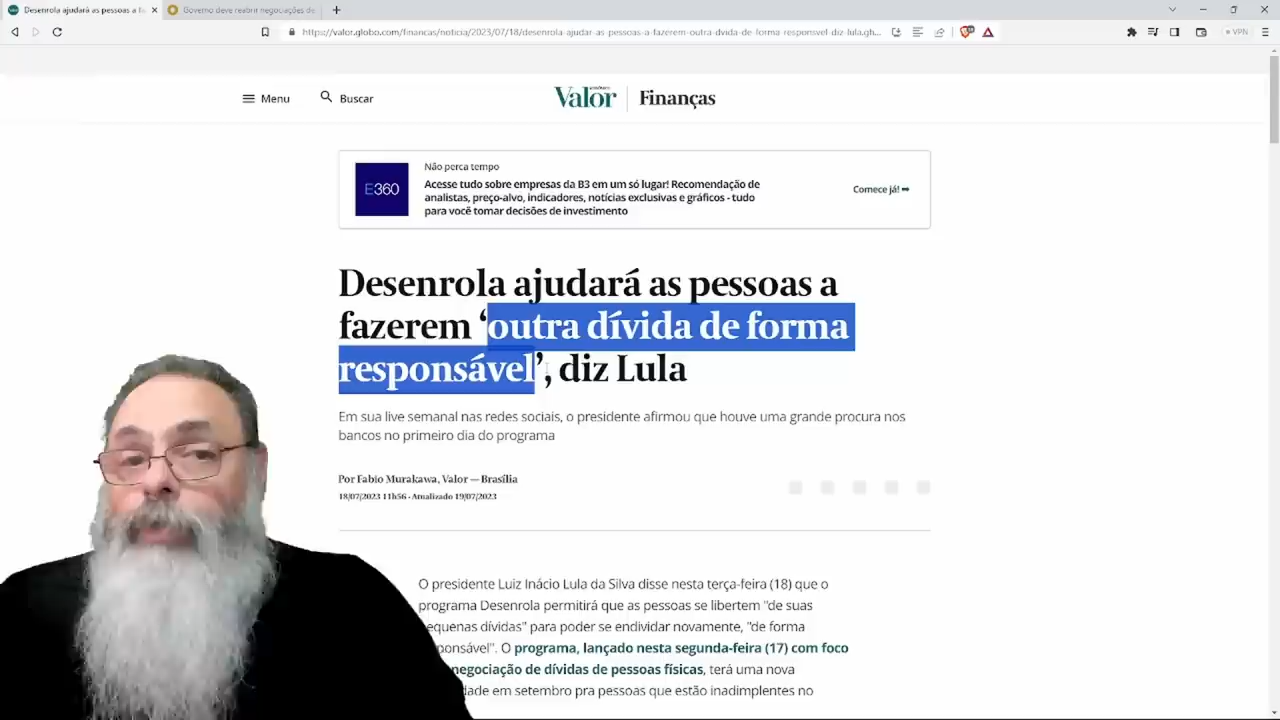 Desenrola ajudará as pessoas a fa
Governo deve reabrir negociações de
https://valor.globo.com/financas/noticia/2023/07/18/desenrola-ajudar-as-pessoas-a-fazerem-outra-dvida-de-forma-responsvel-diz-lula.gh...
VPN
Menu
Buscar
Valor
Finanças
E360
Não perca tempo
Acesse tudo sobre empresas da B3 em um só lugar! Recomendação de
analistas, preço-alvo, indicadores, notícias exclusivas e gráficos - tudo
para você tomar decisões de investimento
Comece já!
Desenrola ajudará as pessoas a
fazerem ‘outra dívida de forma
responsável’, diz Lula
Em sua live semanal nas redes sociais, o presidente afirmou que houve uma grande procura nos
bancos no primeiro dia do programa
Por Fabio Murakawa, Valor — Brasília
18/07/2023 11h56 · Atualizado 19/07/2023
O presidente Luiz Inácio Lula da Silva disse nesta terça-feira (18) que o
programa Desenrola permitirá que as pessoas se libertem "de suas
equenas dívidas" para poder se endividar novamente, "de forma
ponsável". O programa, lançado nesta segunda-feira (17) com foco
negociação de dívidas de pessoas físicas, terá uma nova
dade em setembro pra pessoas que estão inadimplentes no